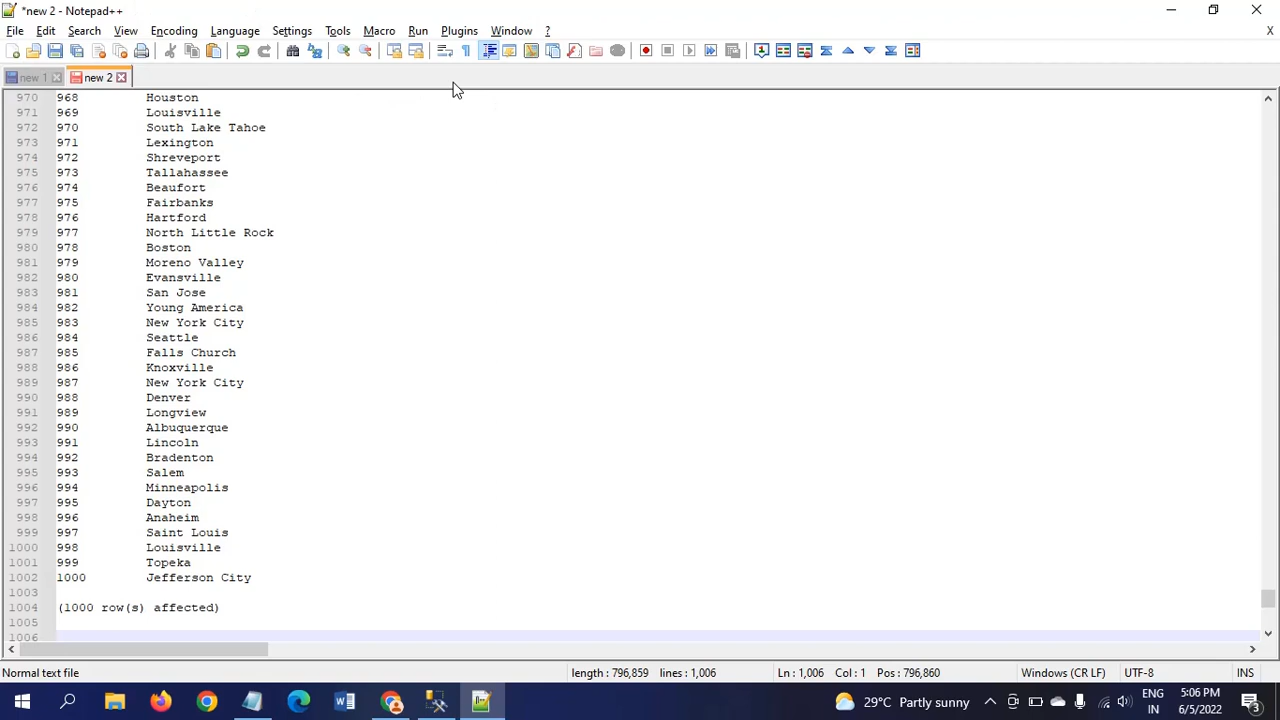 *new 2 - Notepad++
File Edit Search View Encoding Language Settings Tools Macro Run Plugins Window ? X
new 1 new 2
970 968 Houston
971 969 Louisville
972 970 South Lake Tahoe
973 971 Lexington
974 972 Shreveport
975 973 Tallahassee
976 974 Beaufort
977 975 Fairbanks
978 976 Hartford
979 977 North Little Rock
980 978 Boston
981 979 Moreno Valley
982 980 Evansville
983 981 San Jose
984 982 Young America
985 983 New York City
986 984 Seattle
987 985 Falls Church
988 986 Knoxville
989 987 New York City
990 988 Denver
991 989 Longview
992 990 Albuquerque
993 991 Lincoln
994 992 Bradenton
995 993 Salem
996 994 Minneapolis
997 995 Dayton
998 996 Anaheim
999 997 Saint Louis
1000 998 Louisville
1001 999 Topeka
1002 1000 Jefferson City
1003
1004 (1000 row(s) affected)
1005
1006
Normal text file length : 796,859 lines : 1,006 Ln : 1,006 Col : 1 Pos : 796,860 Windows (CR LF) UTF-8 INS
29°C Partly sunny ENG IN 5:06 PM 6/5/2022 3